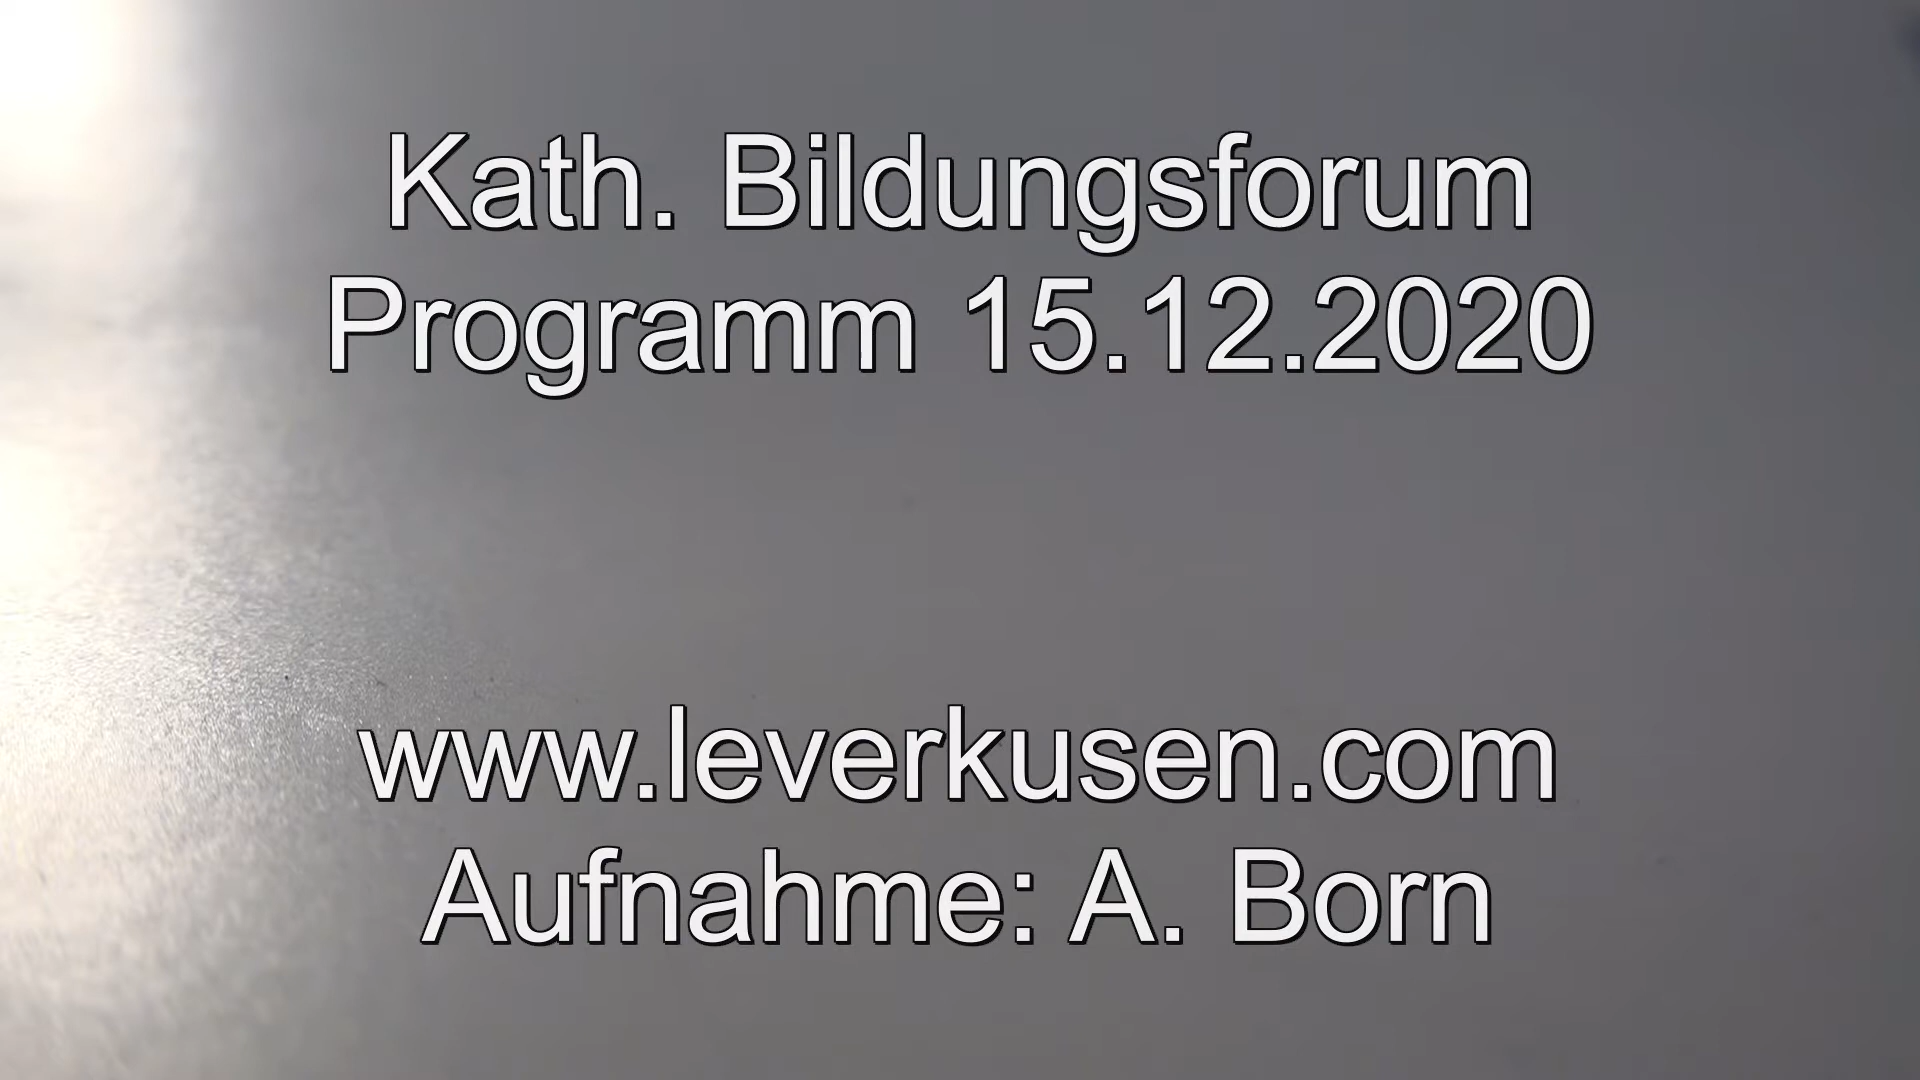 Kath. Bildungsforum
Programm 15.12.2020
www.leverkusen.com
Aufnahme: A. Born